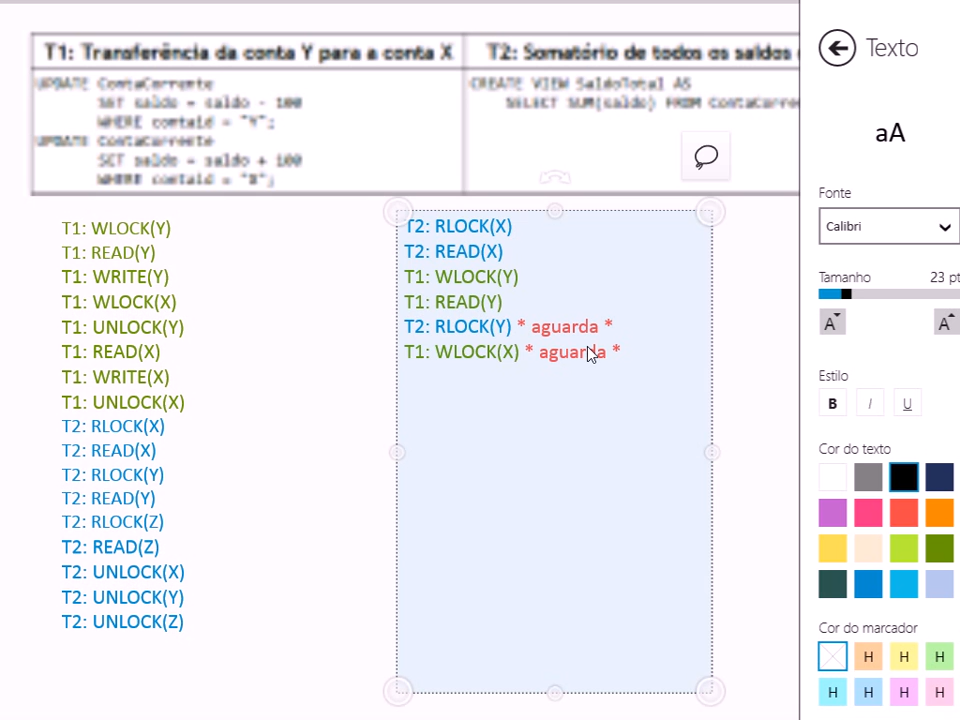 T1: Transferência da conta Y para a conta X
T2: Somatório de todos os saldos
UPDATE ContaCorrente
SET saldo = saldo - 100
WHERE contaid = "Y";
UPDATE ContaCorrente
SET saldo = saldo + 100
WHERE contaid = "X";
CREATE VIEW SaldoTotal AS
SELECT SUM(saldo) FROM
T1: WLOCK(Y)
T1: READ(Y)
T1: WRITE(Y)
T1: WLOCK(X)
T1: UNLOCK(Y)
T1: READ(X)
T1: WRITE(X)
T1: UNLOCK(X)
T2: RLOCK(X)
T2: READ(X)
T2: RLOCK(Y)
T2: READ(Y)
T2: RLOCK(Z)
T2: READ(Z)
T2: UNLOCK(X)
T2: UNLOCK(Y)
T2: UNLOCK(Z)
T2: RLOCK(X)
T2: READ(X)
T1: WLOCK(Y)
T1: READ(Y)
T2: RLOCK(Y) * aguarda *
T1: WLOCK(X) * aguarda *
Texto
aA
Fonte
Calibri
Tamanho 23 pt
A A
Estilo
B I U
Cor do texto
Cor do marcador
H H H
H H H H